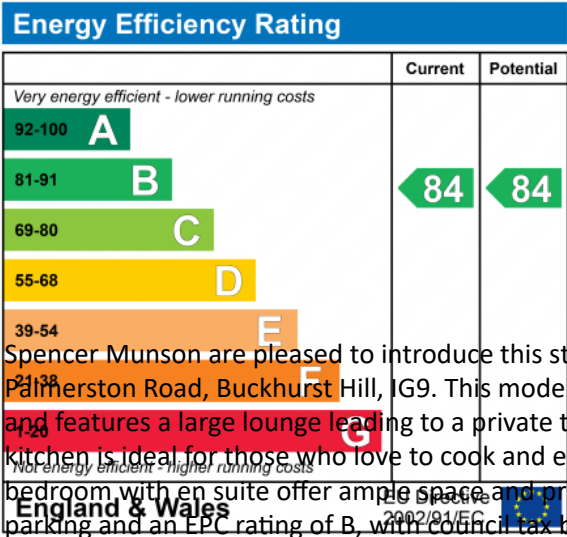 Energy Efficiency Rating
Current Potential
Very energy efficient - lower running costs
92-100 A
81-91 B 84 84
69-80 C
55-68 D
39-54 E
Spencer Munson are pleased to introduce this
21-38 F
Palmerston Road, Buckhurst Hill, IG9. This
1-20 G
and features a large lounge leading to a private
kitchen is ideal for those who love to cook and
Not energy efficient - higher running costs
bedroom with en suite offer ample space and
England & Wales
EU Directive
2002/91/EC
parking and an EPC rating of B, with council tax